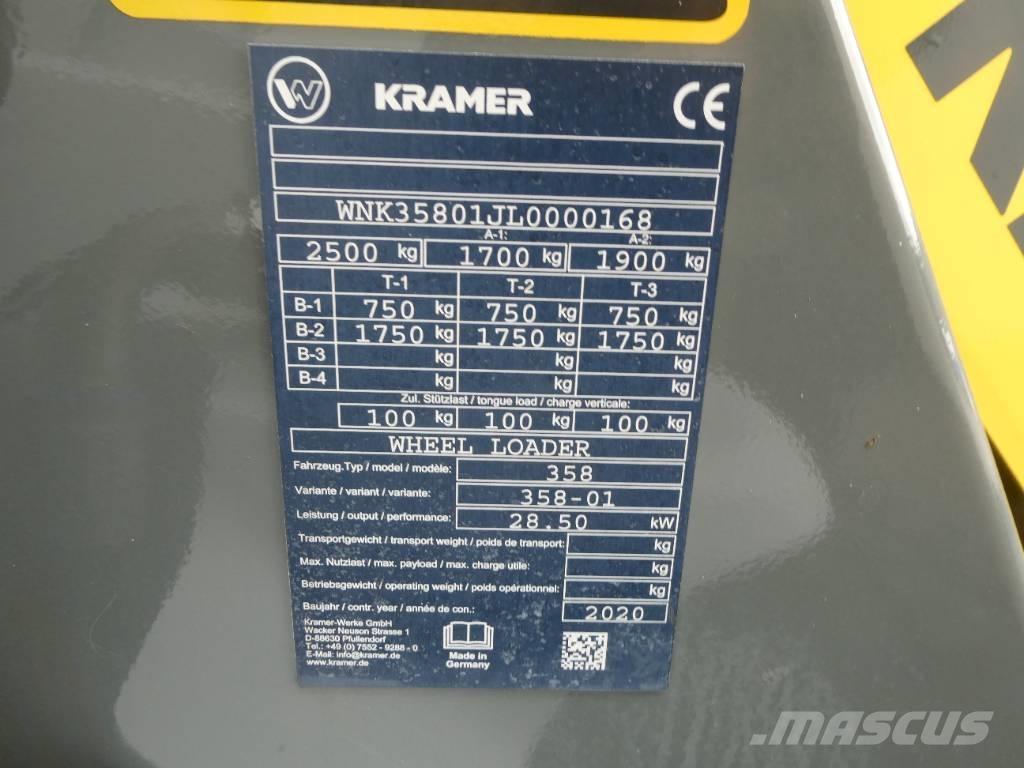 W KRAMER CE
WNK35801JL0000168
A-1: A-2:
2500 kg 1700 kg 1900 kg
T-1 T-2 T-3
B-1 750 kg 750 kg 750 kg
B-2 1750 kg 1750 kg 1750 kg
B-3 kg kg kg
B-4 kg kg kg
Zul. Stützlast / tongue load / charge verticale:
100 kg 100 kg 100 kg
WHEEL LOADER
Fahrzeug.Typ / model / modèle: 358
Variante / variant / variante: 358-01
Leistung / output / performance: 28.50 kW
Transportgewicht / transport weight / poids de transport: kg
Max. Nutzlast / max. payload / max. charge utile: kg
Betriebsgewicht / operating weight / poids opérationnel: kg
Baujahr / contr. year / année de con.: 2020
Kramer-Werke GmbH
Wacker Neuson Strasse 1
D-88630 Pfullendorf
Tel.: +49 (0) 7552 - 9288 - 0
E-Mail: info@kramer.de
www.kramer.de
Made in
Germany
MASCUS